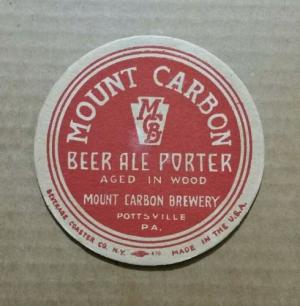 MOUNT CARBON
M
B
BEER ALE PORTER
AGED IN WOOD
MOUNT CARBON BREWERY
POTTSVILLE
PA.
BEVERAGE COASTER CO. N.Y. MADE IN THE U.S.A.